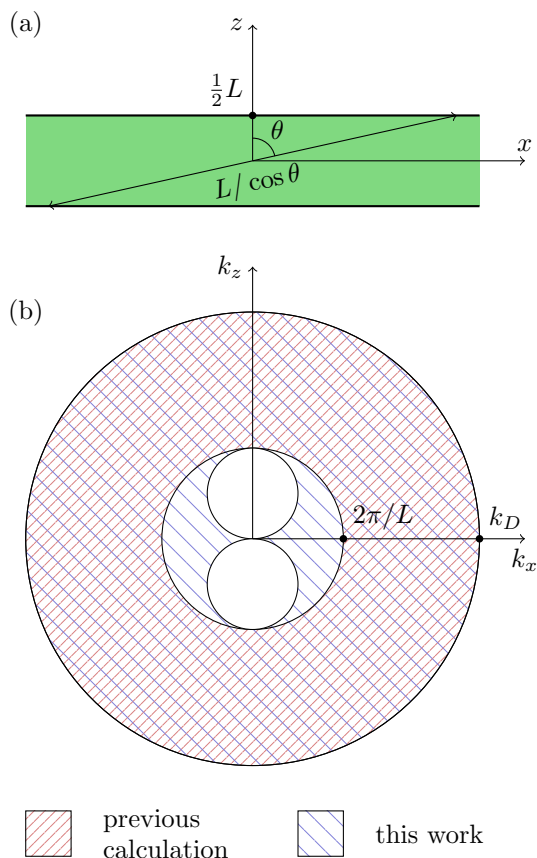 (a)
z
½L
θ
x
L/ cos θ
k_z
(b)
2π/L
k_D
k_x
previous
calculation
this work